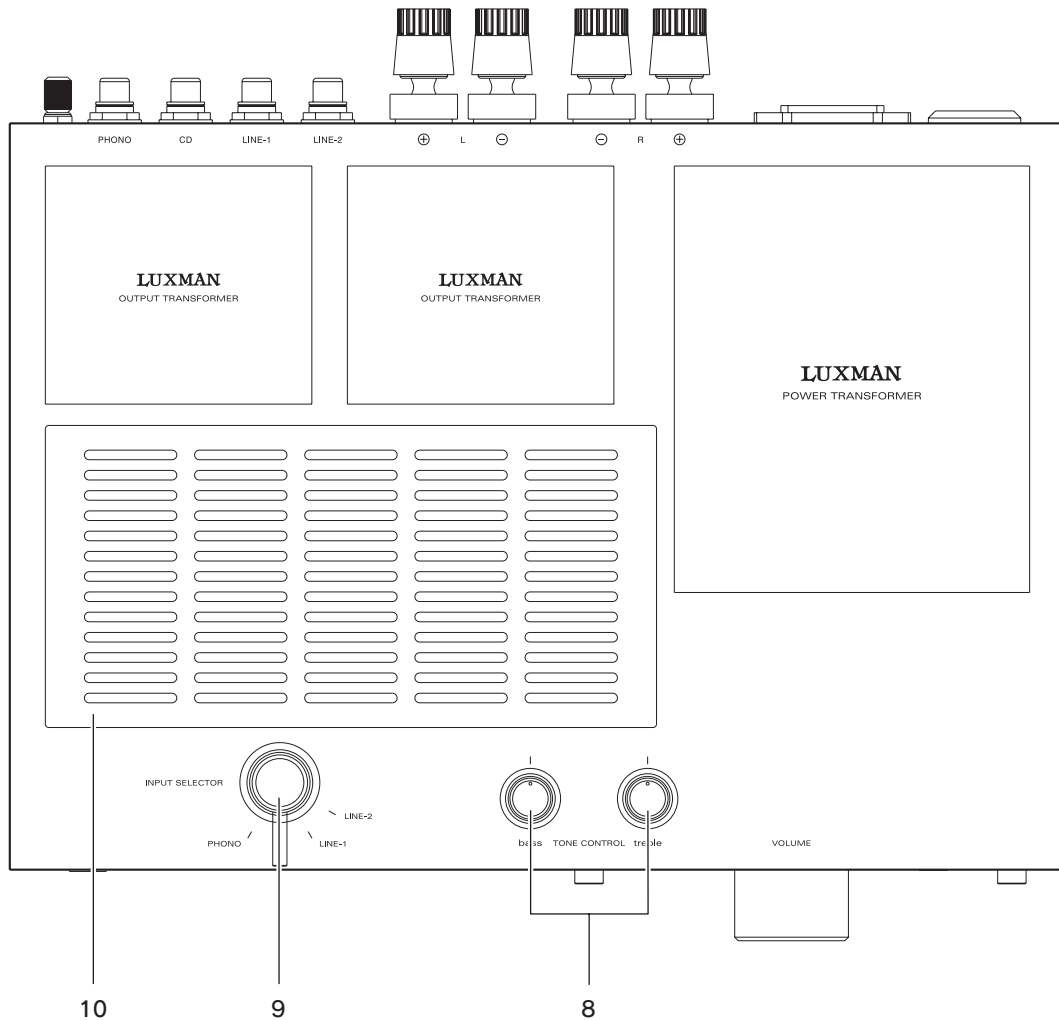 PHONO CD LINE-1 LINE-2 ⊕ L ⊖ ⊖ R ⊕
LUXMAN
OUTPUT TRANSFORMER
LUXMAN
OUTPUT TRANSFORMER
LUXMAN
POWER TRANSFORMER
INPUT SELECTOR
PHONO
LINE-1
LINE-2
bass TONE CONTROL treble
VOLUME
10 9 8